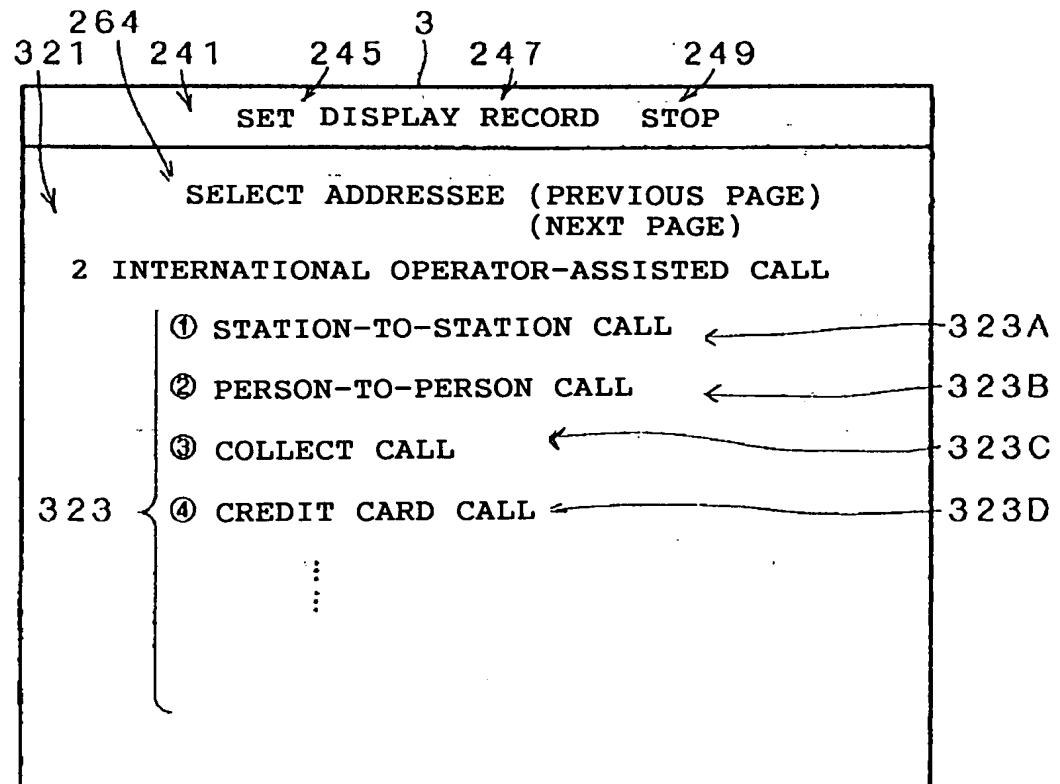 264 3
321 241 245 247 249
SET DISPLAY RECORD STOP
SELECT ADDRESSEE (PREVIOUS PAGE)
(NEXT PAGE)
2 INTERNATIONAL OPERATOR-ASSISTED CALL
① STATION-TO-STATION CALL 323A
② PERSON-TO-PERSON CALL 323B
③ COLLECT CALL 323C
323 ④ CREDIT CARD CALL 323D